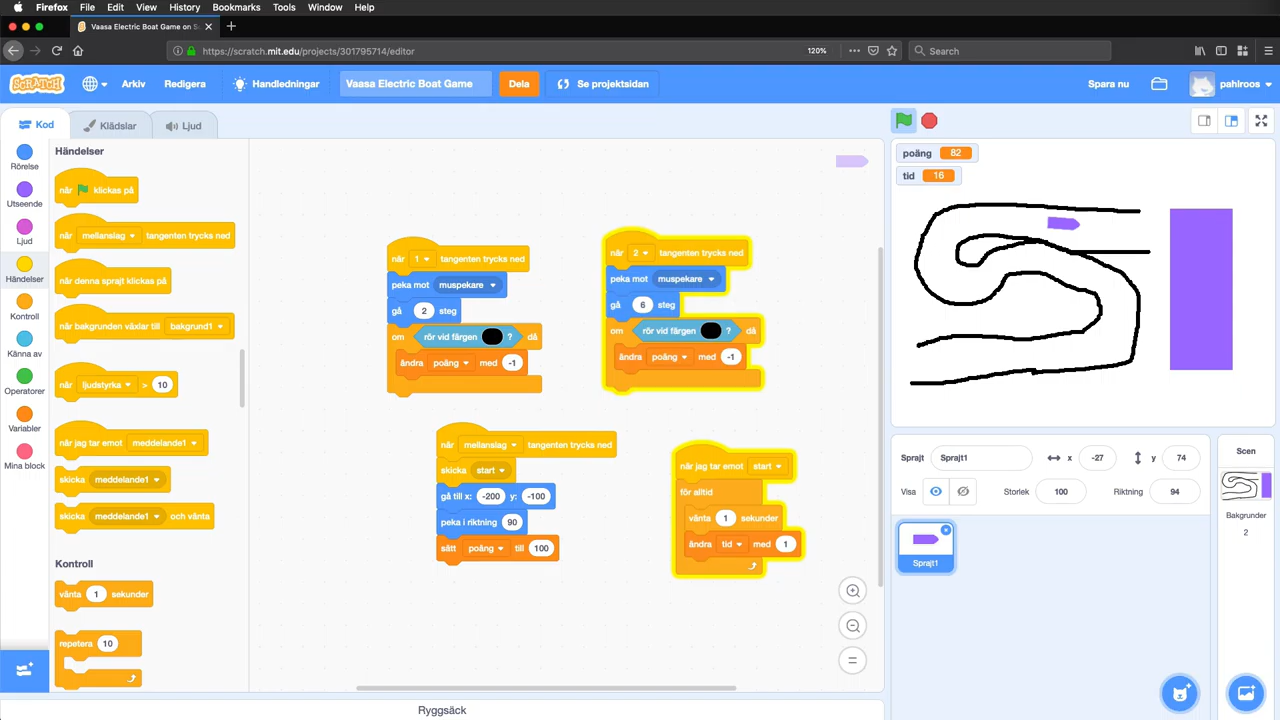 Firefox File Edit View History Bookmarks Tools Window Help
Vaasa Electric Boat Game on S
https://scratch.mit.edu/projects/301795714/editor 120% Search
SCRATCH Arkiv Redigera Handledningar Vaasa Electric Boat Game Dela Se projektsidan Spara nu pahiroos
Kod Klädslar Ljud
Rörelse
Utseende
Ljud
Händelser
Kontroll
Känna av
Operatorer
Variabler
Mina block
Händelser
när klickas på
när mellanslag tangenten trycks ned
när denna sprajt klickas på
när bakgrunden växlar till bakgrund1
när ljudstyrka > 10
när jag tar emot meddelande1
skicka meddelande1
skicka meddelande1 och vänta
Kontroll
vänta 1 sekunder
repetera 10
när 1 tangenten trycks ned
peka mot muspekare
gå 2 steg
om rör vid färgen ? då
ändra poäng med -1
när 2 tangenten trycks ned
peka mot muspekare
gå 6 steg
om rör vid färgen ? då
ändra poäng med -1
när mellanslag tangenten trycks ned
skicka start
gå till x: -200 y: -100
peka i riktning 90
sätt poäng till 100
när jag tar emot start
för alltid
vänta 1 sekunder
ändra tid med 1
Ryggsäck
poäng 82
tid 16
Sprajt Sprajt1 x -27 y 74
Visa Storlek 100 Riktning 94
Sprajt1
Scen
Bakgrunder
2